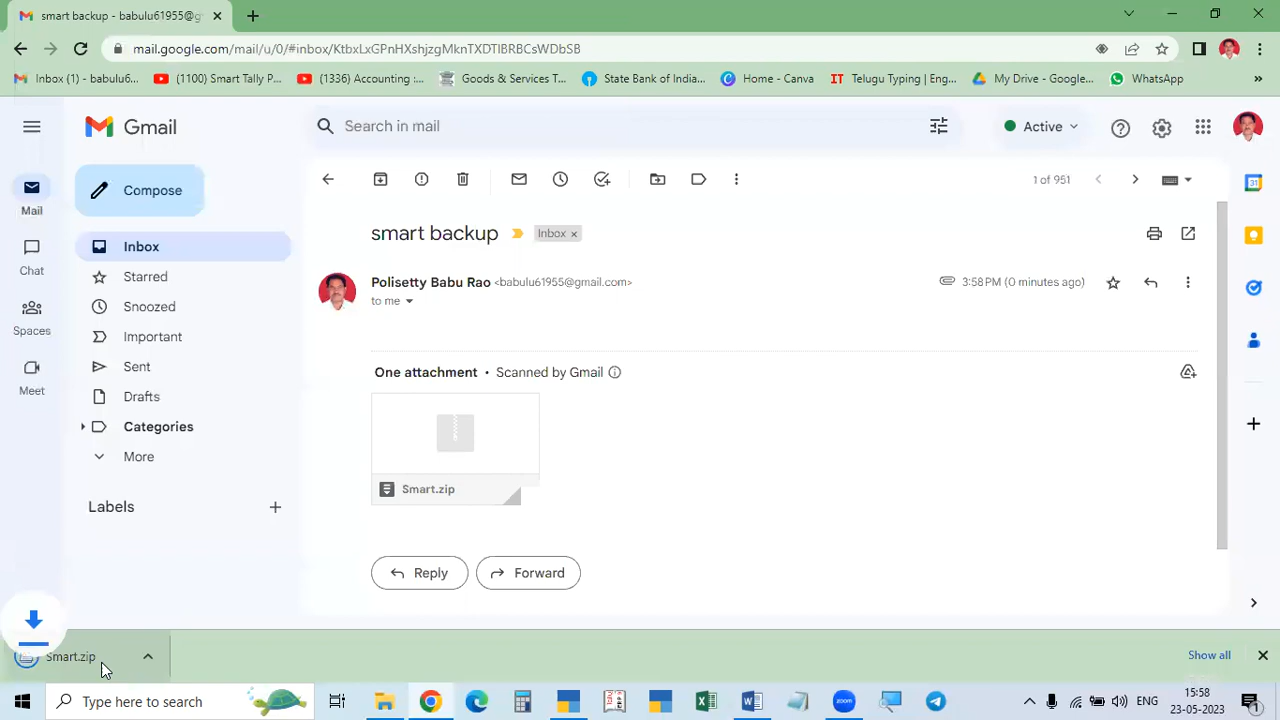 smart backup - babulu61955@g
mail.google.com/mail/u/0/#inbox/KtbxLxGPnHXshjzgMknTXDTlBRBCsWDbSB
Inbox (1) - babulu6...
(1100) Smart Tally P...
(1336) Accounting :...
Goods & Services T...
State Bank of India...
Home - Canva
IT Telugu Typing | Eng...
My Drive - Google...
WhatsApp
Gmail
Search in mail
Active
Compose
Mail
1 of 951
smart backup
Inbox ×
Inbox
Chat
Starred
Polisetty Babu Rao <babulu61955@gmail.com>
3:58 PM (0 minutes ago)
to me
Snoozed
Spaces
Important
Sent
One attachment • Scanned by Gmail
Meet
Drafts
Categories
More
Smart.zip
Labels
Reply
Forward
Smart.zip
Show all
Type here to search
15:58
23-05-2023
31
zoom
1